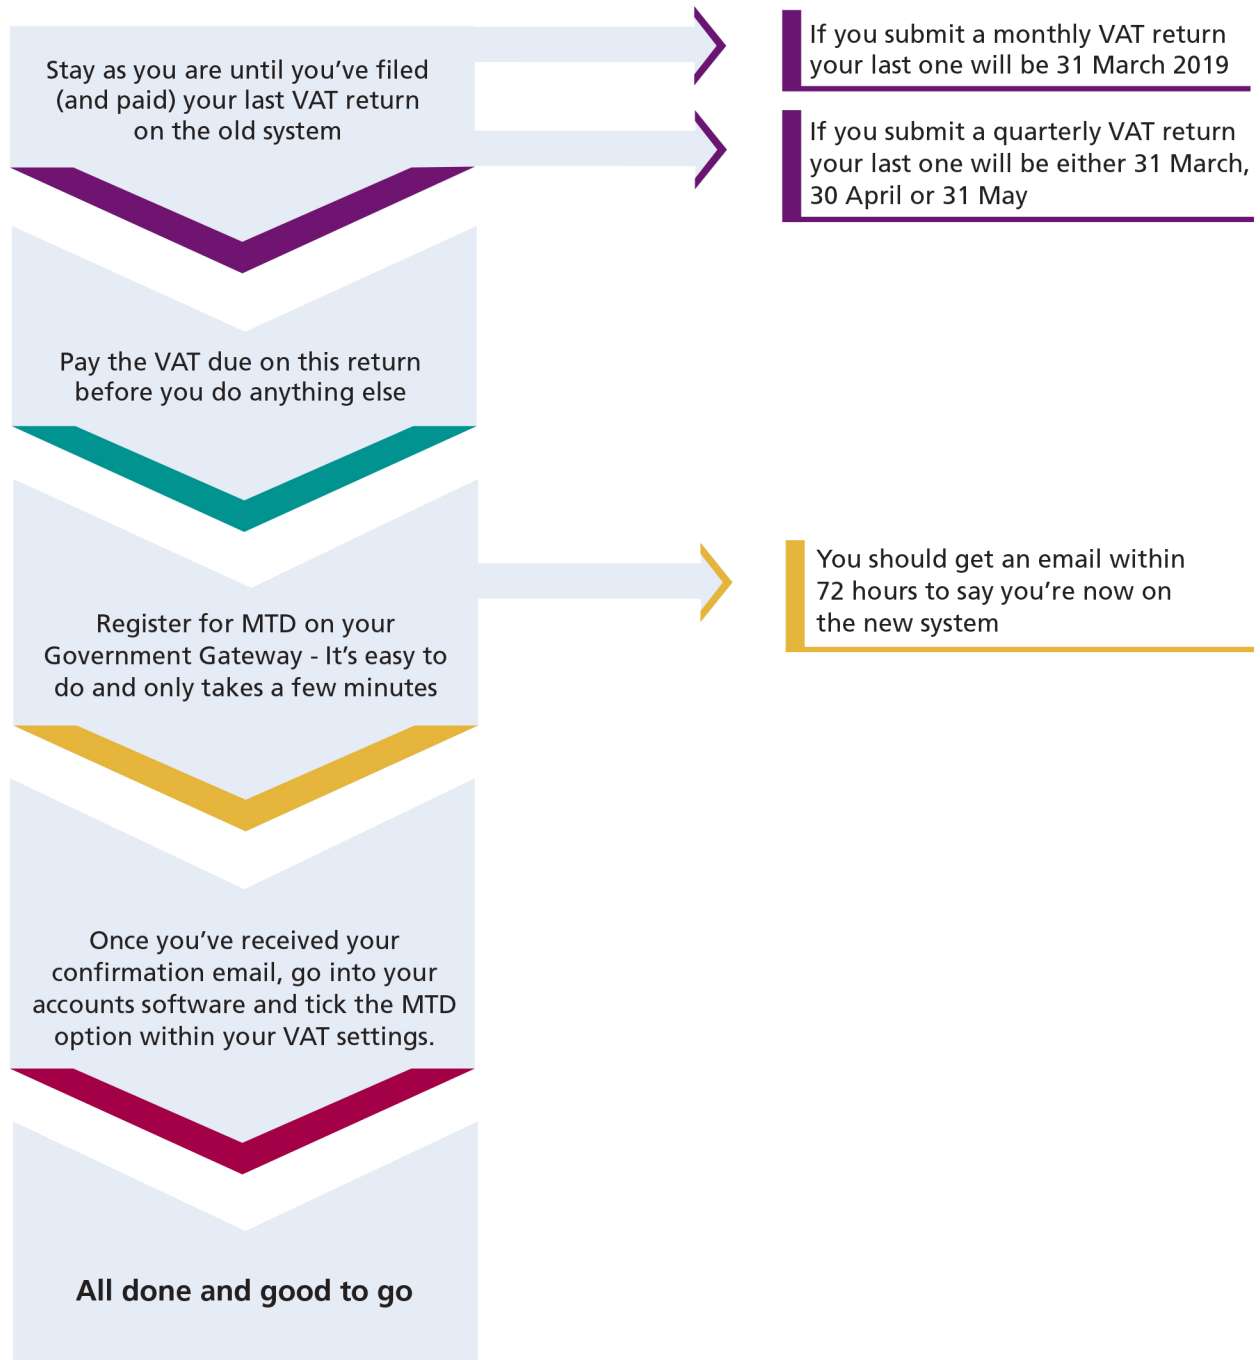 Stay as you are until you’ve filed
(and paid) your last VAT return
on the old system
If you submit a monthly VAT return
your last one will be 31 March 2019
If you submit a quarterly VAT return
your last one will be either 31 March,
30 April or 31 May
Pay the VAT due on this return
before you do anything else
Register for MTD on your
Government Gateway - It’s easy to
do and only takes a few minutes
You should get an email within
72 hours to say you’re now on
the new system
Once you’ve received your
confirmation email, go into your
accounts software and tick the MTD
option within your VAT settings.
All done and good to go